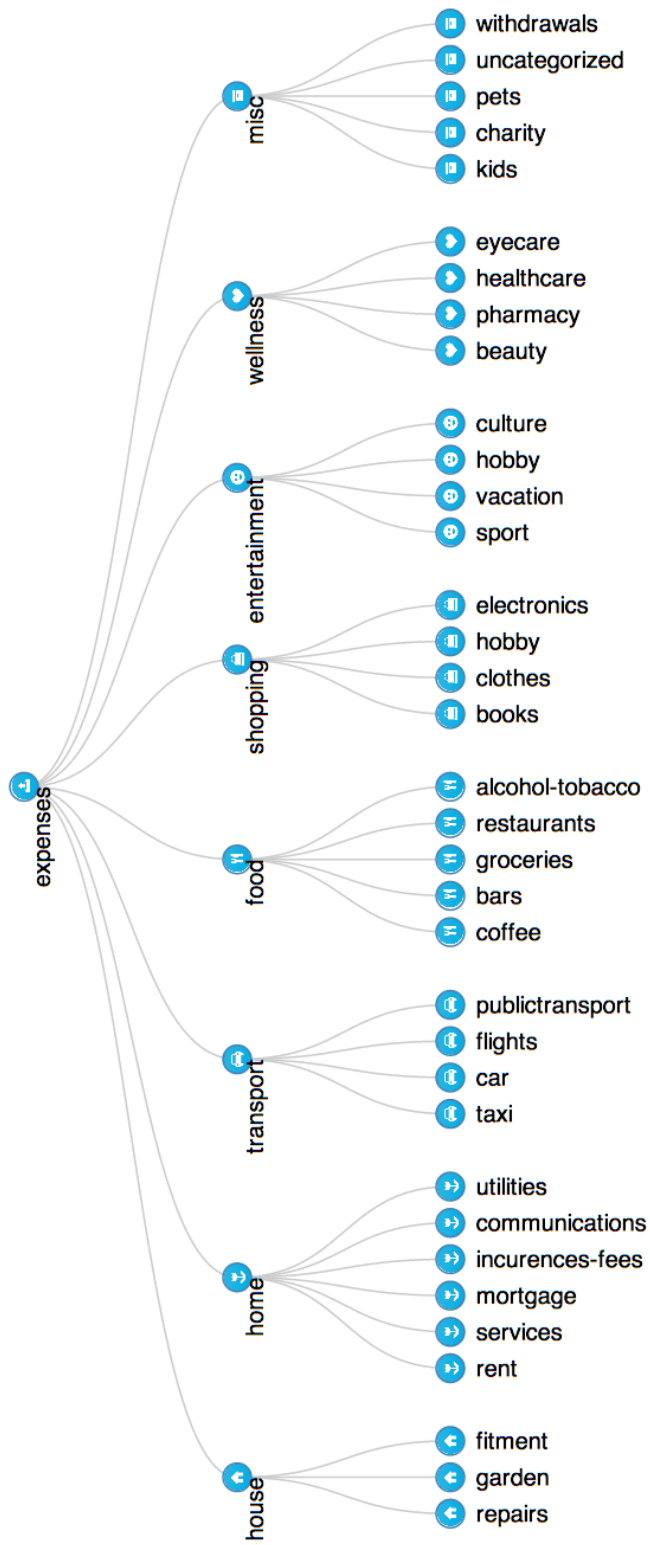 expenses
misc
withdrawals
uncategorized
pets
charity
kids
wellness
eyecare
healthcare
pharmacy
beauty
entertainment
culture
hobby
vacation
sport
shopping
electronics
hobby
clothes
books
food
alcohol-tobacco
restaurants
groceries
bars
coffee
transport
publictransport
flights
car
taxi
home
utilities
communications
incurences-fees
mortgage
services
rent
house
fitment
garden
repairs